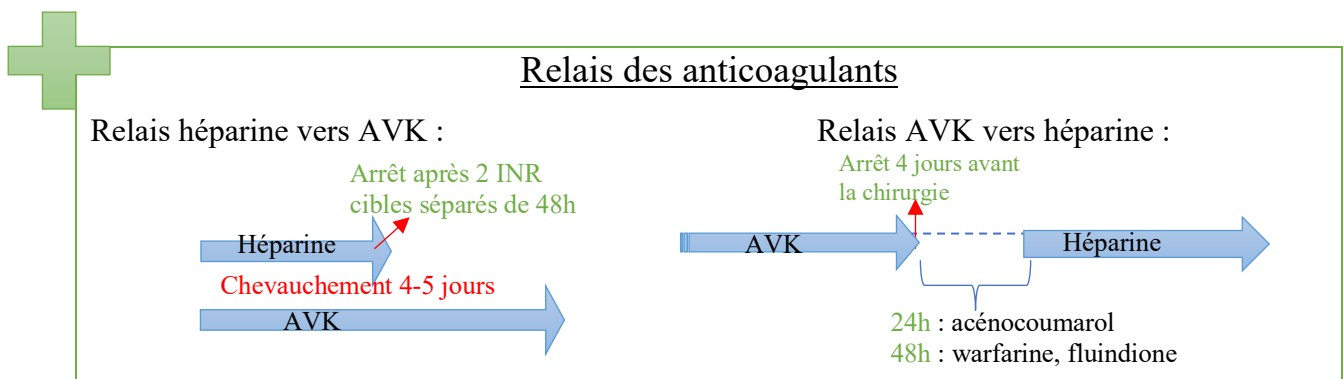 Relais des anticoagulants
Relais héparine vers AVK :
Arrêt après 2 INR
cibles séparés de 48h
Héparine
Chevauchement 4-5 jours
AVK
Relais AVK vers héparine :
Arrêt 4 jours avant
la chirurgie
AVK
Héparine
24h : acénocoumarol
48h : warfarine, fluindione